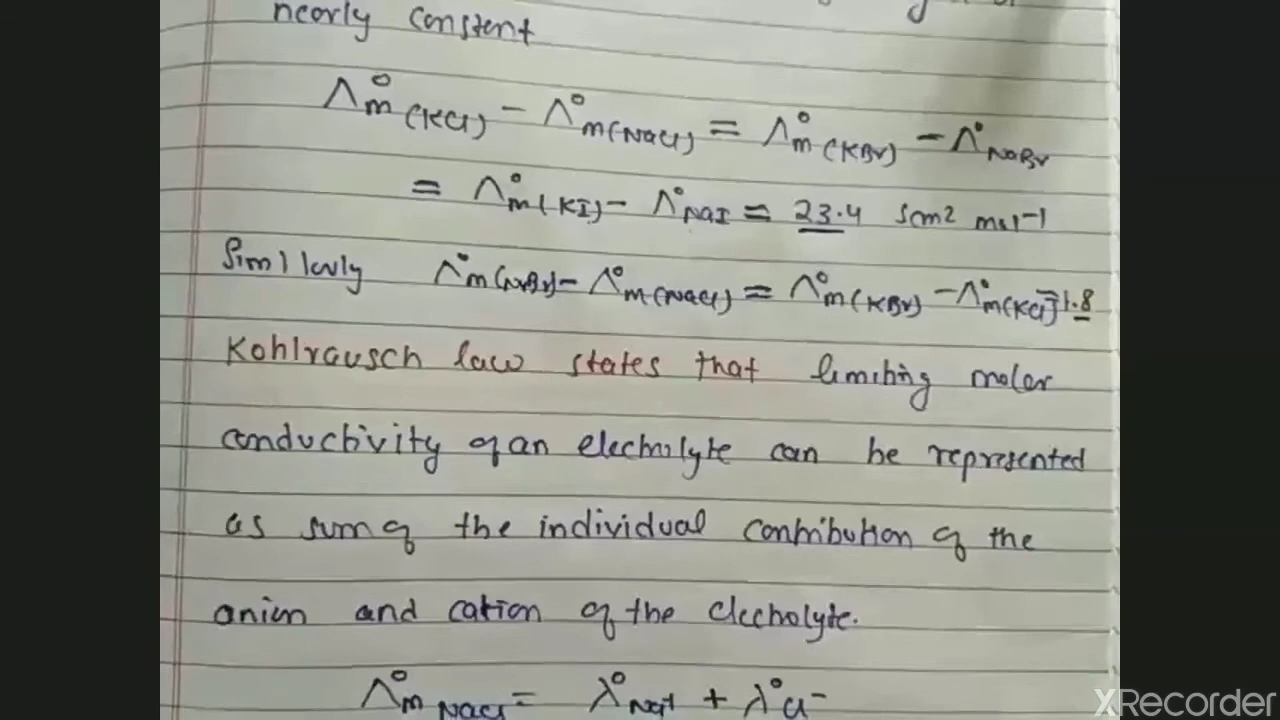 nearly constent
Λ°m(KCl) − Λ°m(NaCl) = Λ°m(KBr) − Λ°NaBr
= Λ°m(KI) − Λ°NaI = 23.4 Scm2 mol−1
Similarly Λ°m(NaBr) − Λ°m(NaCl) = Λ°m(KBr) − Λ°m(KCl) = 1.8
Kohlrausch law states that limiting molar
conductivity of an electrolyte can be represented
as sum of the individual contribution of the
anion and cation of the electrolyte.
Λ°m NaCl = λ°Na+ + λ°Cl−
XRecorder